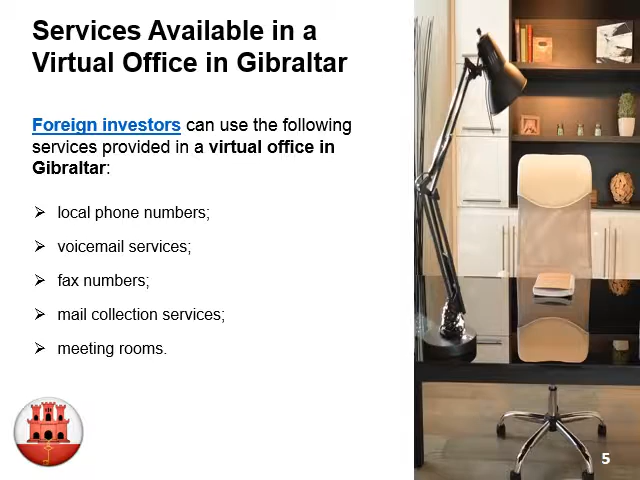 Services Available in a
Virtual Office in Gibraltar
Foreign investors can use the following
services provided in a virtual office in
Gibraltar:
➢ local phone numbers;
➢ voicemail services;
➢ fax numbers;
➢ mail collection services;
➢ meeting rooms.
5